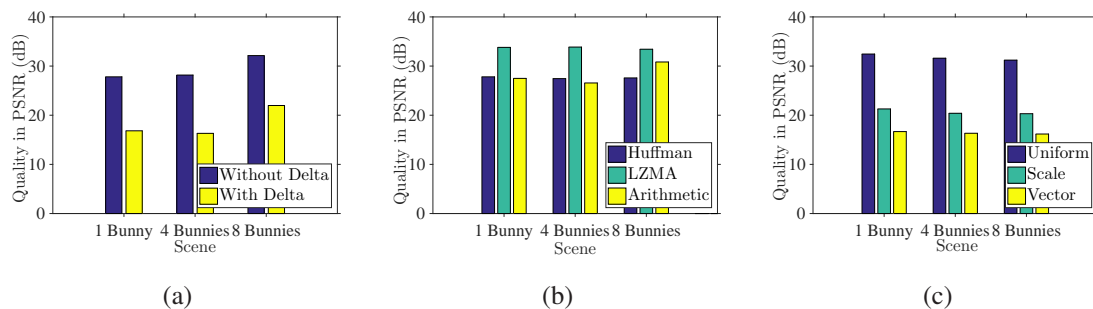 40
30
20
10
0
Quality in PSNR (dB)
Without Delta
With Delta
1 Bunny 4 Bunnies 8 Bunnies
Scene
(a)
40
30
20
10
0
Quality in PSNR (dB)
Huffman
LZMA
Arithmetic
1 Bunny 4 Bunnies 8 Bunnies
Scene
(b)
40
30
20
10
0
Quality in PSNR (dB)
Uniform
Scale
Vector
1 Bunny 4 Bunnies 8 Bunnies
Scene
(c)